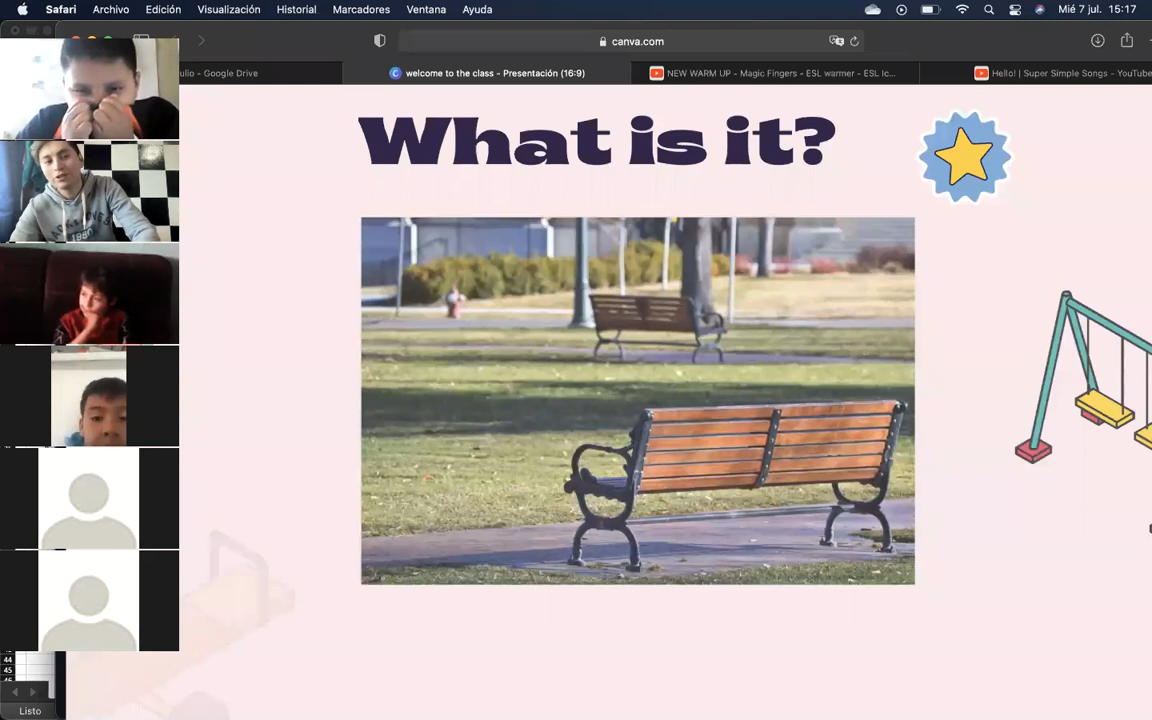 Safari Archivo Edición Visualización Historial Marcadores Ventana Ayuda Mié 7 jul. 15:17
canva.com
ulio - Google Drive
welcome to the class - Presentación (16:9)
NEW WARM UP - Magic Fingers - ESL warmer - ESL Ic...
Hello! | Super Simple Songs - YouTube
What is it?
1880
44
45
Listo